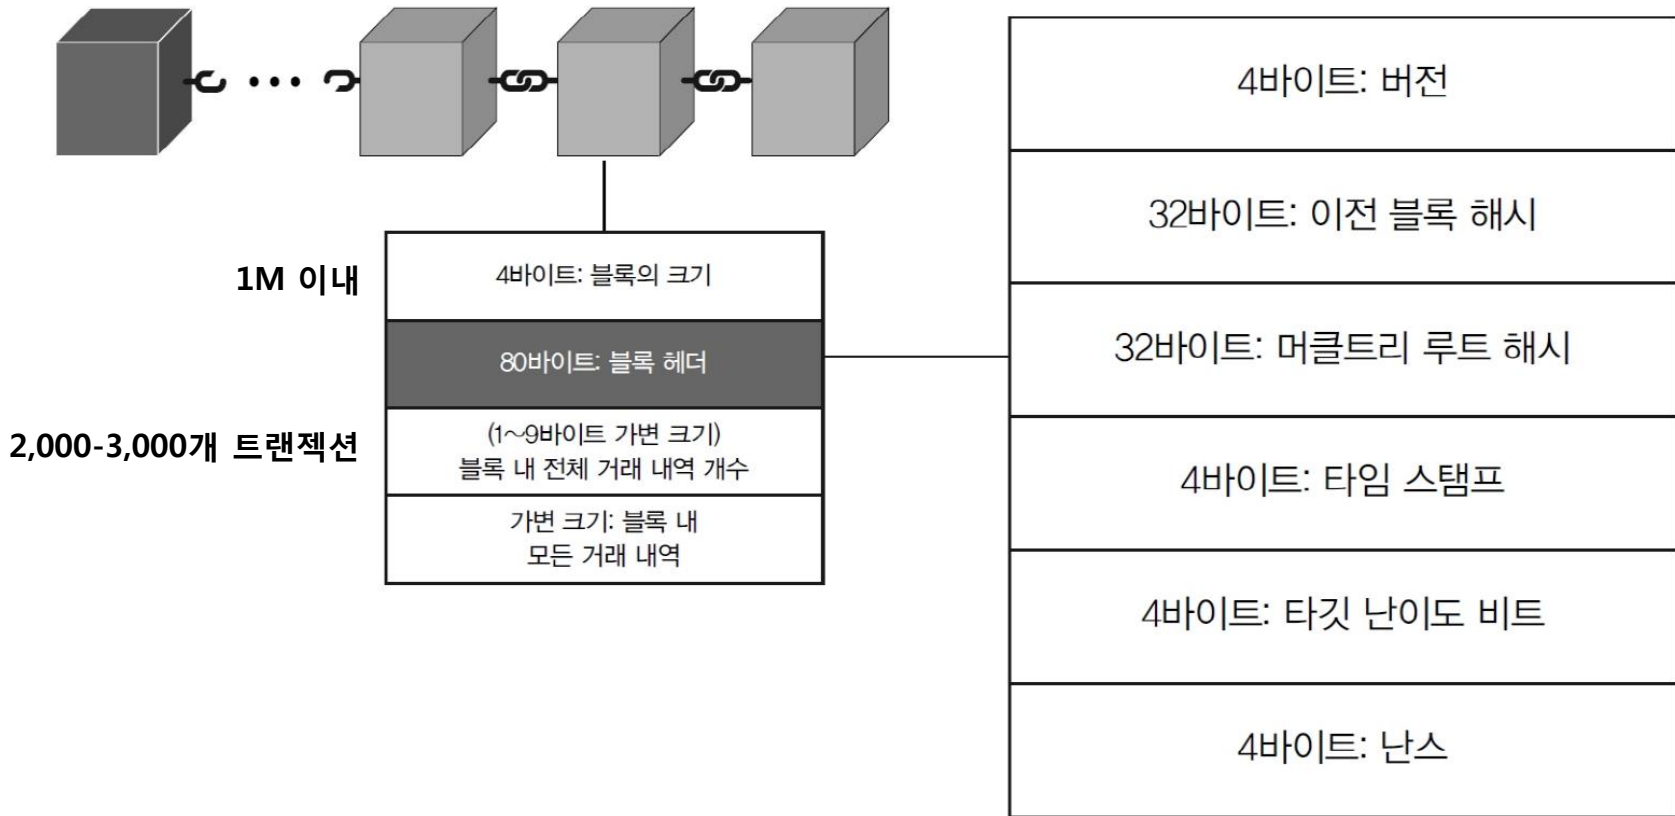 1M 이내
4바이트: 블록의 크기
80바이트: 블록 헤더
2,000-3,000개 트랜젝션
(1~9바이트 가변 크기)
블록 내 전체 거래 내역 개수
가변 크기: 블록 내
모든 거래 내역
4바이트: 버전
32바이트: 이전 블록 해시
32바이트: 머클트리 루트 해시
4바이트: 타임 스탬프
4바이트: 타깃 난이도 비트
4바이트: 난스